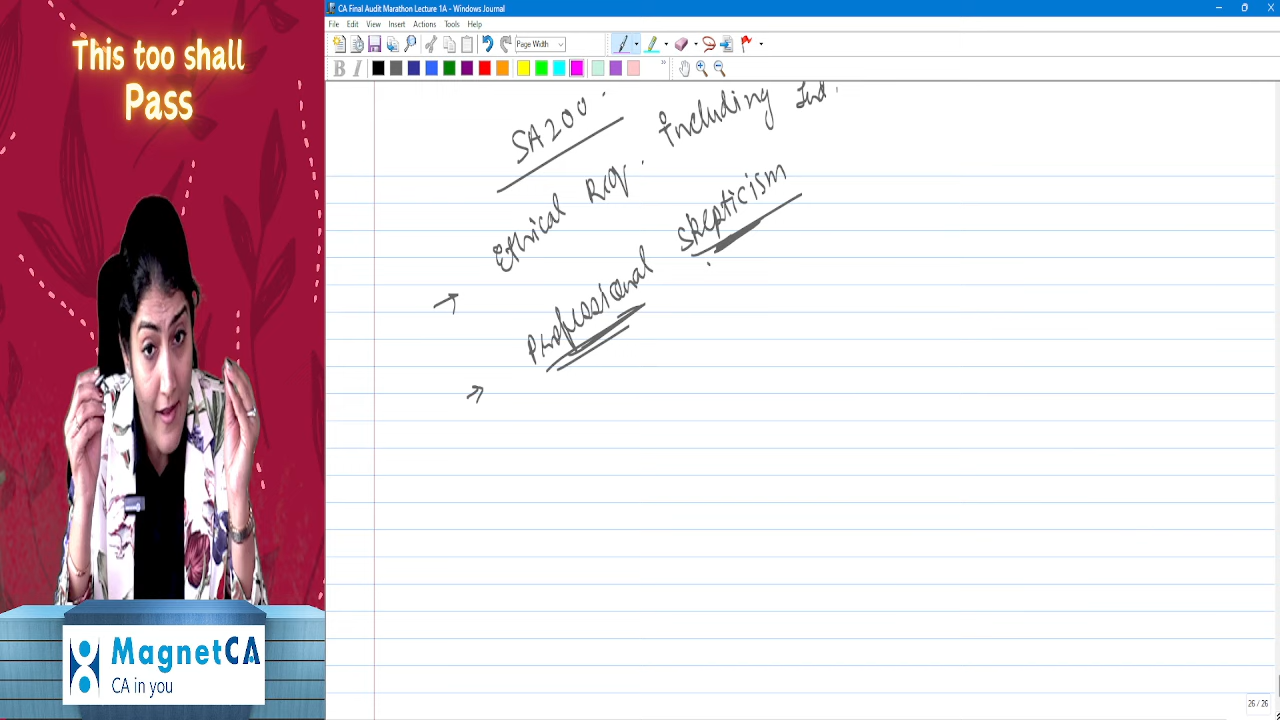 This too shall
Pass
CA Final Audit Marathon Lecture 1A - Windows Journal
File Edit View Insert Actions Tools Help
Page Width
B I
SA200.
Ethical Req. Including Ind.
→ Professional Skepticism
→
MagnetCA
CA in you
26 / 26